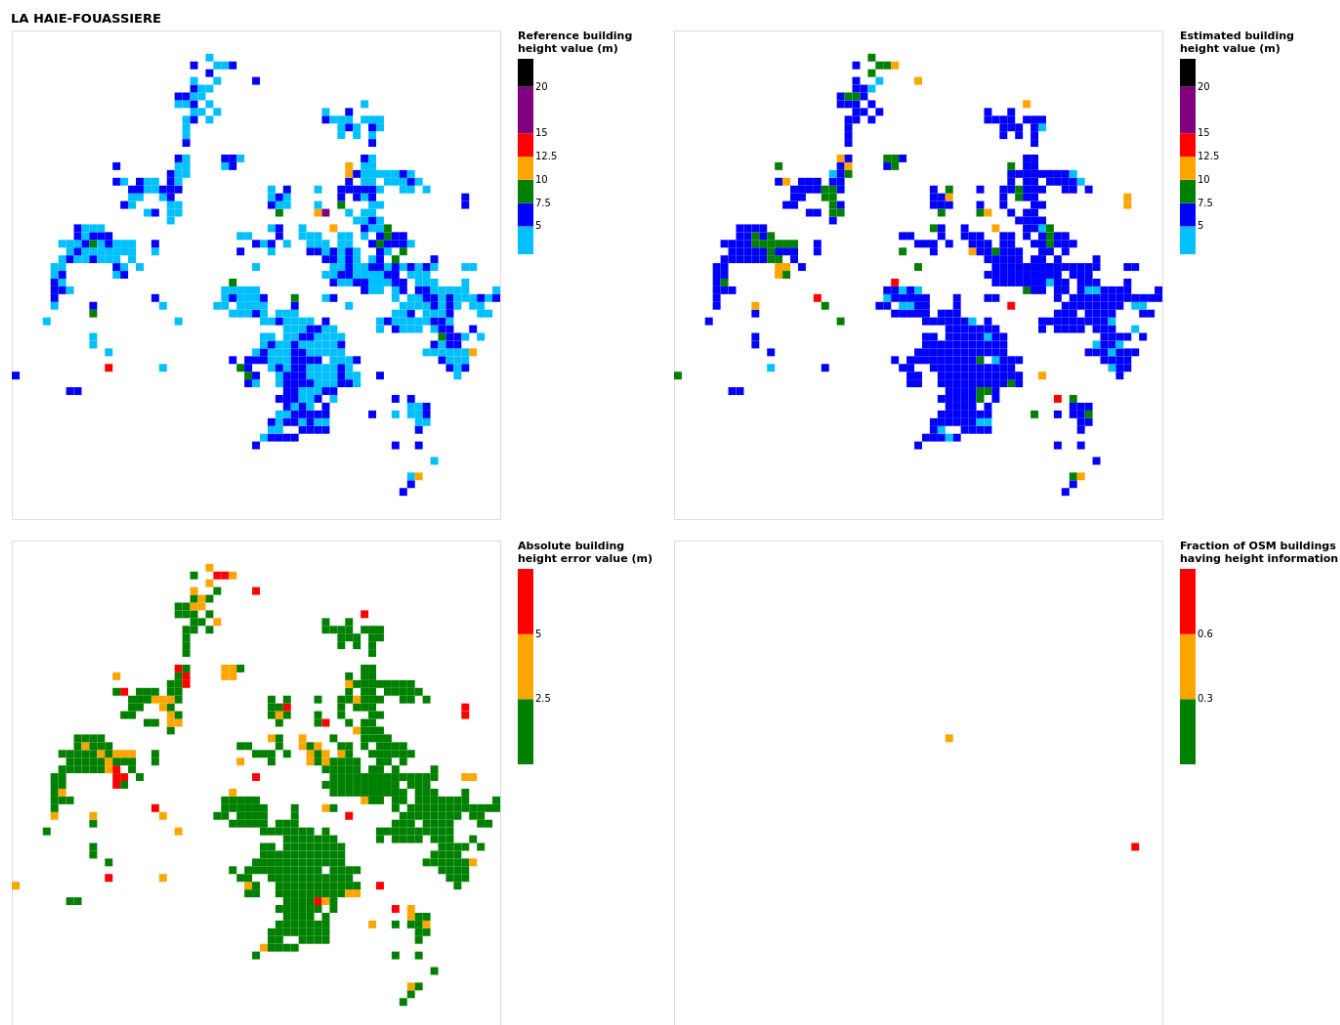 LA HAIE-FOUASSIERE
Reference building
height value (m)
20
15
12.5
10
7.5
5
Estimated building
height value (m)
20
15
12.5
10
7.5
5
Absolute building
height error value (m)
5
2.5
Fraction of OSM buildings
having height information
0.6
0.3